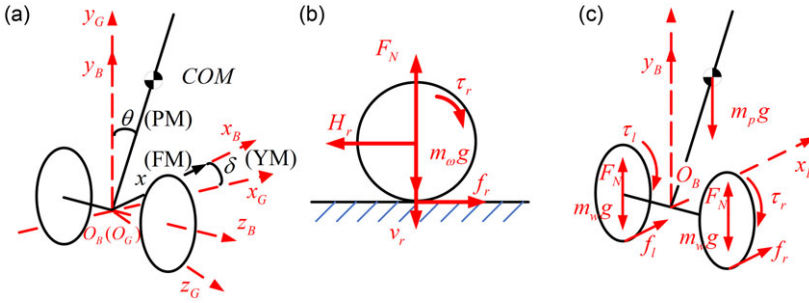 (a)
y_G
y_B
COM
θ (PM)
x_B
(FM)
δ (YM)
x
x_G
O_B(O_G)
z_B
z_G
(b)
F_N
τ_r
H_r
m_ω g
f_r
v_r
(c)
y_B
m_p g
τ_l
O_B
F_N
F_N
τ_r
m_w g
m_w g
f_l
f_r